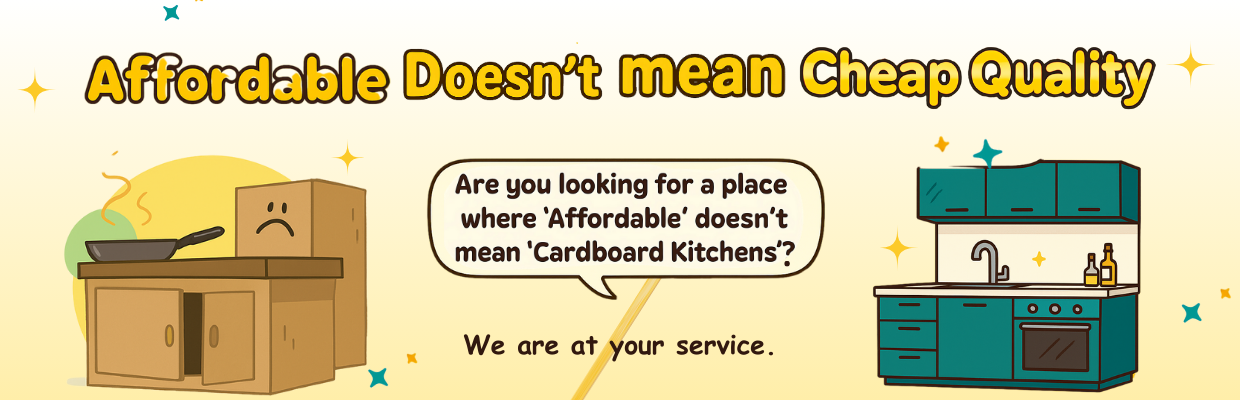 Affordable Doesn't mean Cheap Quality
Are you looking for a place
where 'Affordable' doesn't
mean 'Cardboard Kitchens'?
We are at your service.